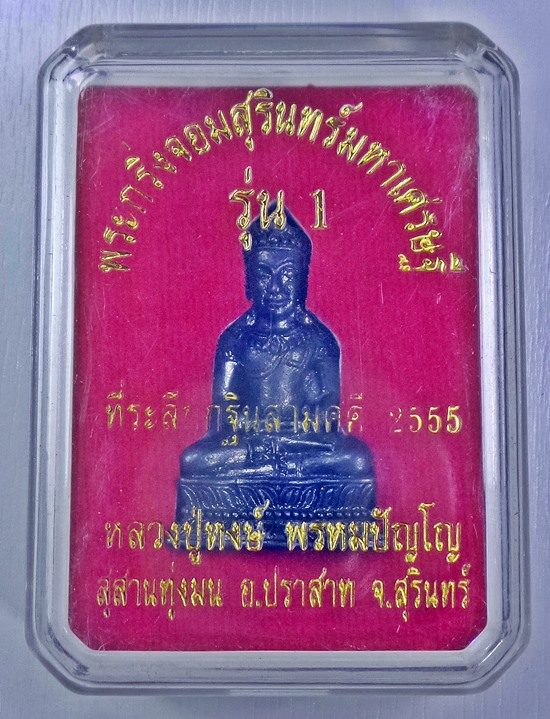 พระกริ่งจอมสุรินทร์มหาเศรษฐี
รุ่น 1
ที่ระลึกกฐินสามัคคี 2555
หลวงปู่หงษ์ พรหมปัญโญ
สุสานทุ่งมน อ.ปราสาท จ.สุรินทร์